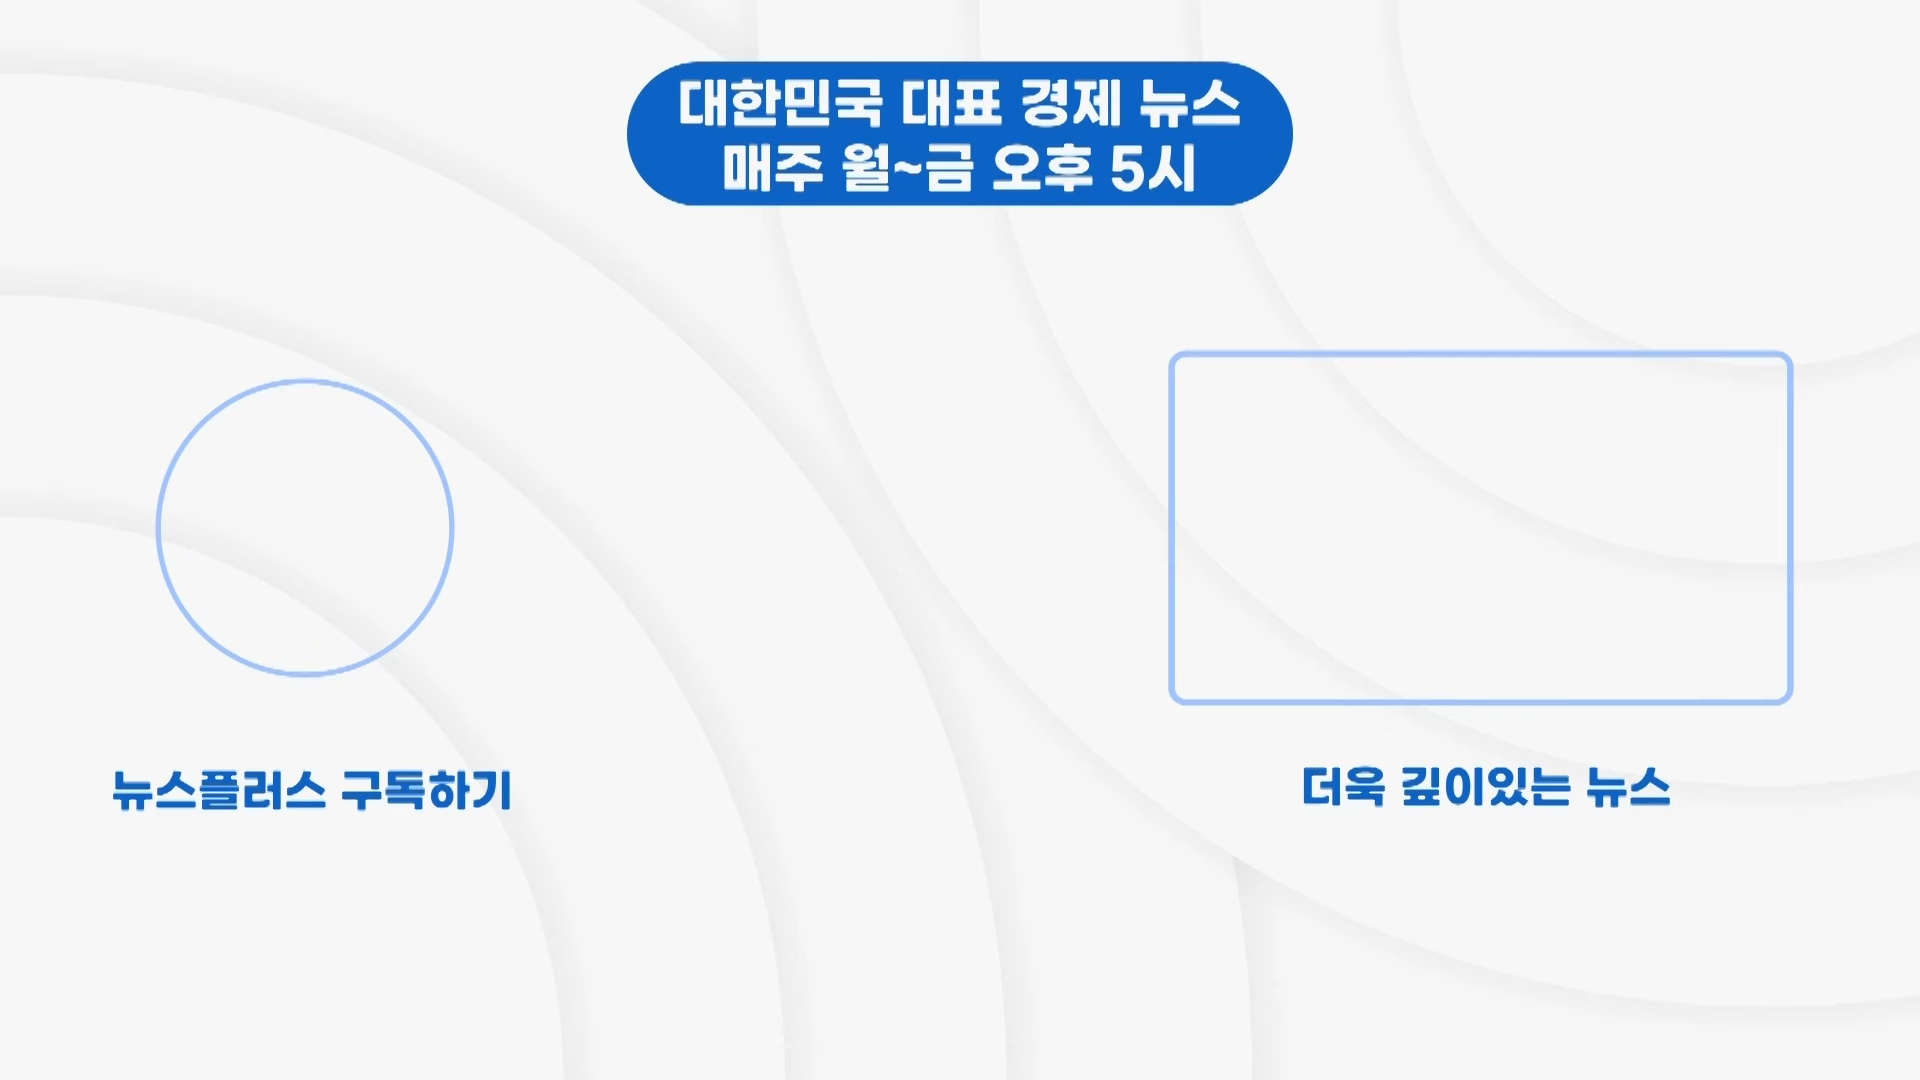 대한민국 대표 경제 뉴스
매주 월~금 오후 5시
뉴스플러스 구독하기
더욱 깊이있는 뉴스